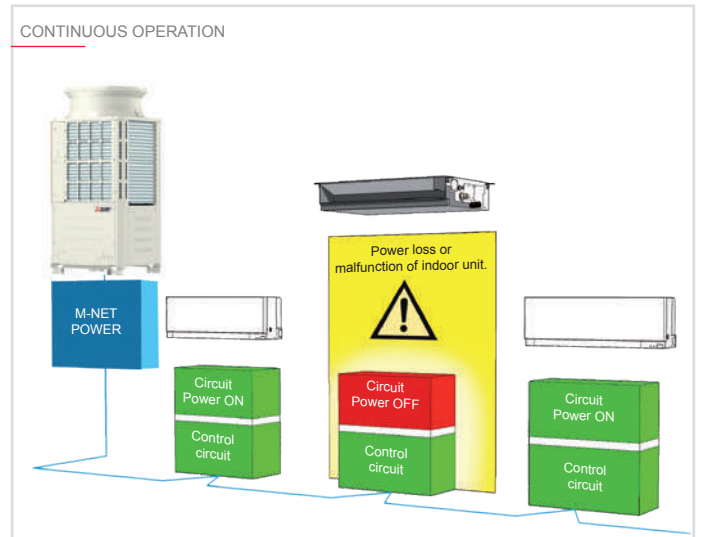 CONTINUOUS OPERATION
Power loss or
malfunction of indoor unit.
M-NET
POWER
Circuit
Power ON
Control
circuit
Circuit
Power OFF
Control
circuit
Circuit
Power ON
Control
circuit